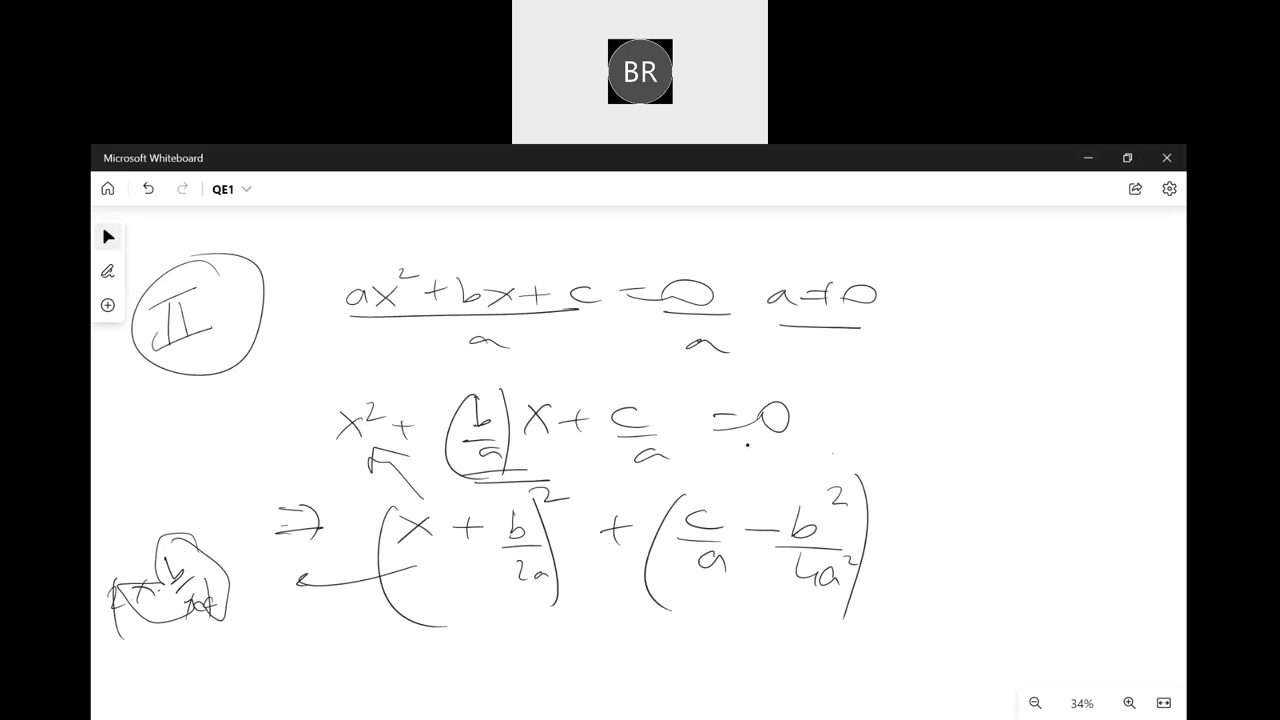 BR
Microsoft Whiteboard
QE1
II
ax² + bx + c = 0 a ≠ 0
a a
x² + (b/a) x + c/a = 0
⇒ (x + b/2a)² + (c/a - b²/4a²)
34%